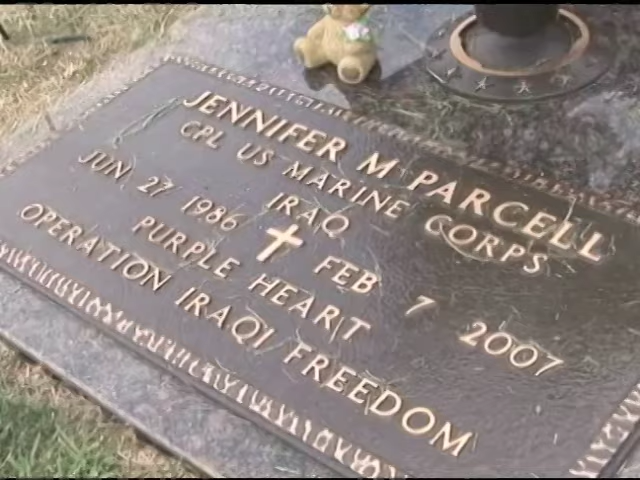 JENNIFER M PARCELL
CPL US MARINE CORPS
IRAQ
JUN 27 1986 FEB 7 2007
PURPLE HEART
OPERATION IRAQI FREEDOM